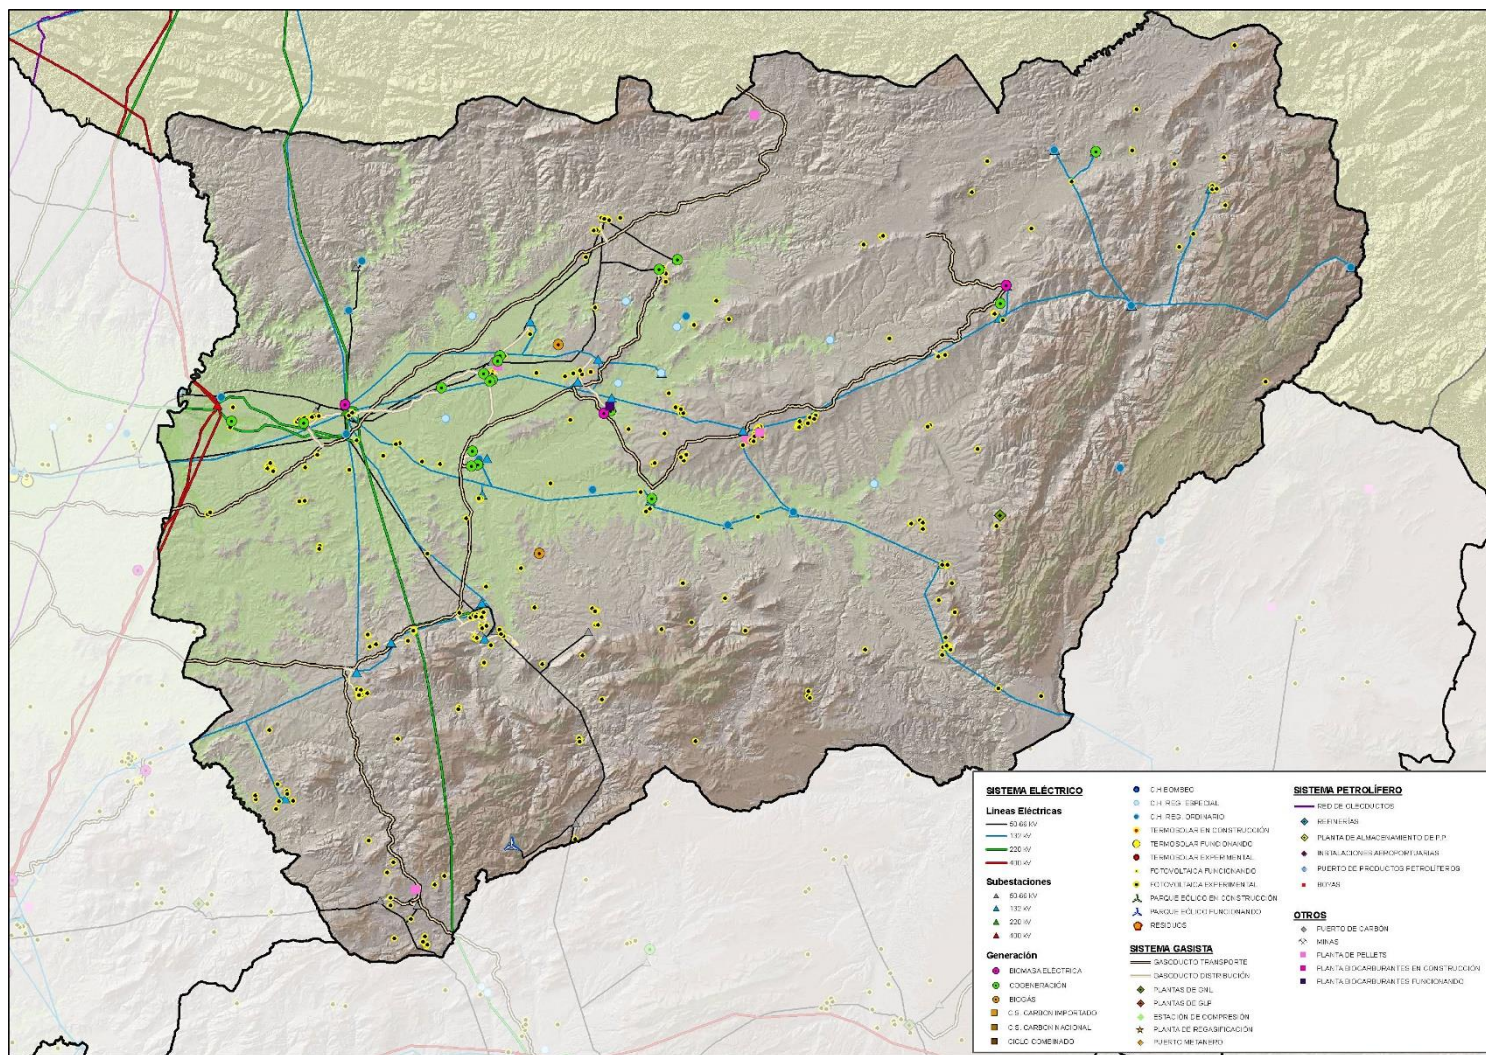 SISTEMA ELÉCTRICO
Líneas Eléctricas
50-66 kV
132 kV
220 kV
400 kV
Subestaciones
50-66 kV
132 kV
220 kV
400 kV
Generación
BIOMASA ELÉCTRICA
COGENERACIÓN
BIOGÁS
C.S. CARBON IMPORTADO
C.S. CARBON NACIONAL
CICLO COMBINADO
C.H BOMBEO
C.H. REG. ESPECIAL
C.H. REG. ORDINARIO
TERMOSOLAR EN CONSTRUCCIÓN
TERMOSOLAR FUNCIONANDO
TERMOSOLAR EXPERIMENTAL
FOTOVOLTAICA FUNCIONANDO
FOTOVOLTAICA EXPERIMENTAL
PARQUE EÓLICO EN CONSTRUCCIÓN
PARQUE EÓLICO FUNCIONANDO
RESIDUOS
SISTEMA GASISTA
GASODUCTO TRANSPORTE
GASODUCTO DISTRIBUCIÓN
PLANTAS DE GNL
PLANTAS DE GLP
ESTACIÓN DE COMPRESIÓN
PLANTA DE REGASIFICACIÓN
PUERTO METANERO
SISTEMA PETROLÍFERO
RED DE OLEODUCTOS
REFINERÍAS
PLANTA DE ALMACENAMIENTO DE P.P.
INSTALACIONES AEROPORTUARIAS
PUERTO DE PRODUCTOS PETROLÍFEROS
BOYAS
OTROS
PUERTO DE CARBÓN
MINAS
PLANTA DE PELLETS
PLANTA BIOCARBURANTES EN CONSTRUCCIÓN
PLANTA BIOCARBURANTES FUNCIONANDO